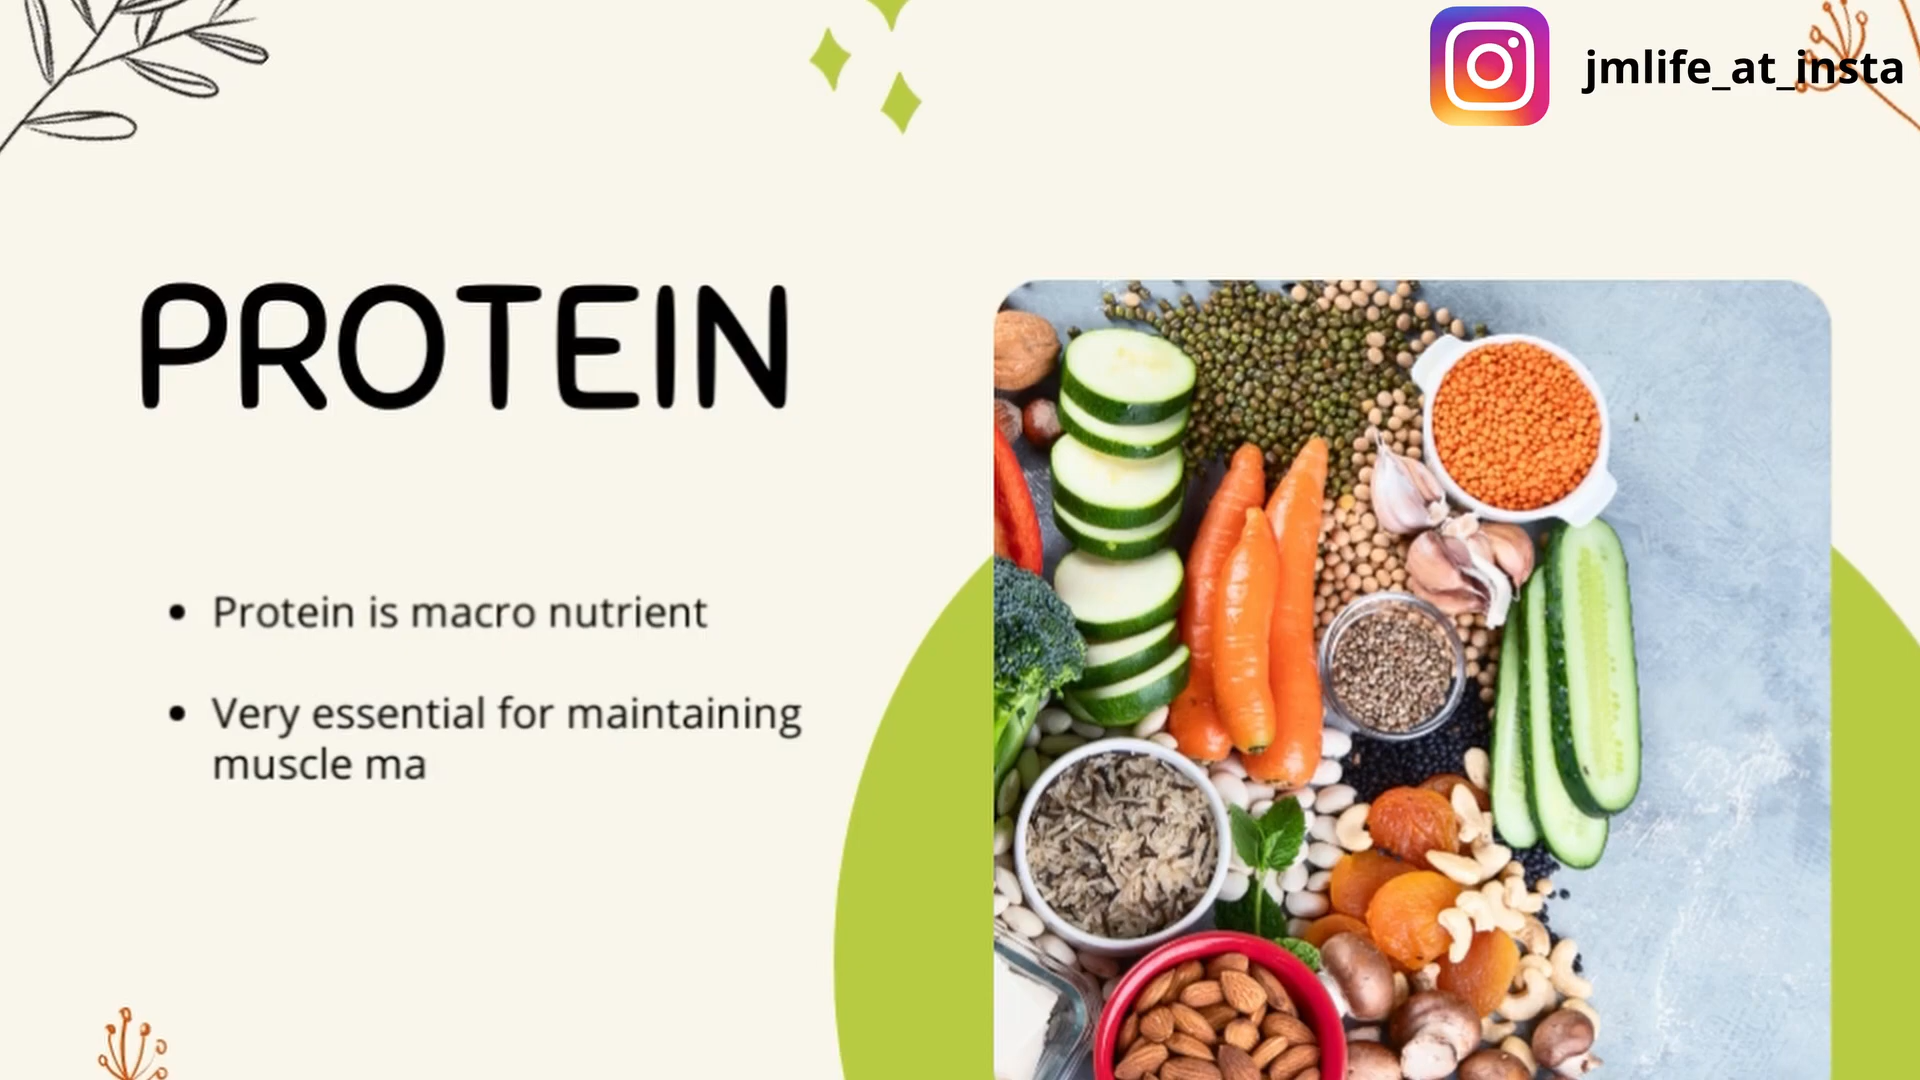 jmlife_at_insta
PROTEIN
• Protein is macro nutrient
• Very essential for maintaining
muscle ma